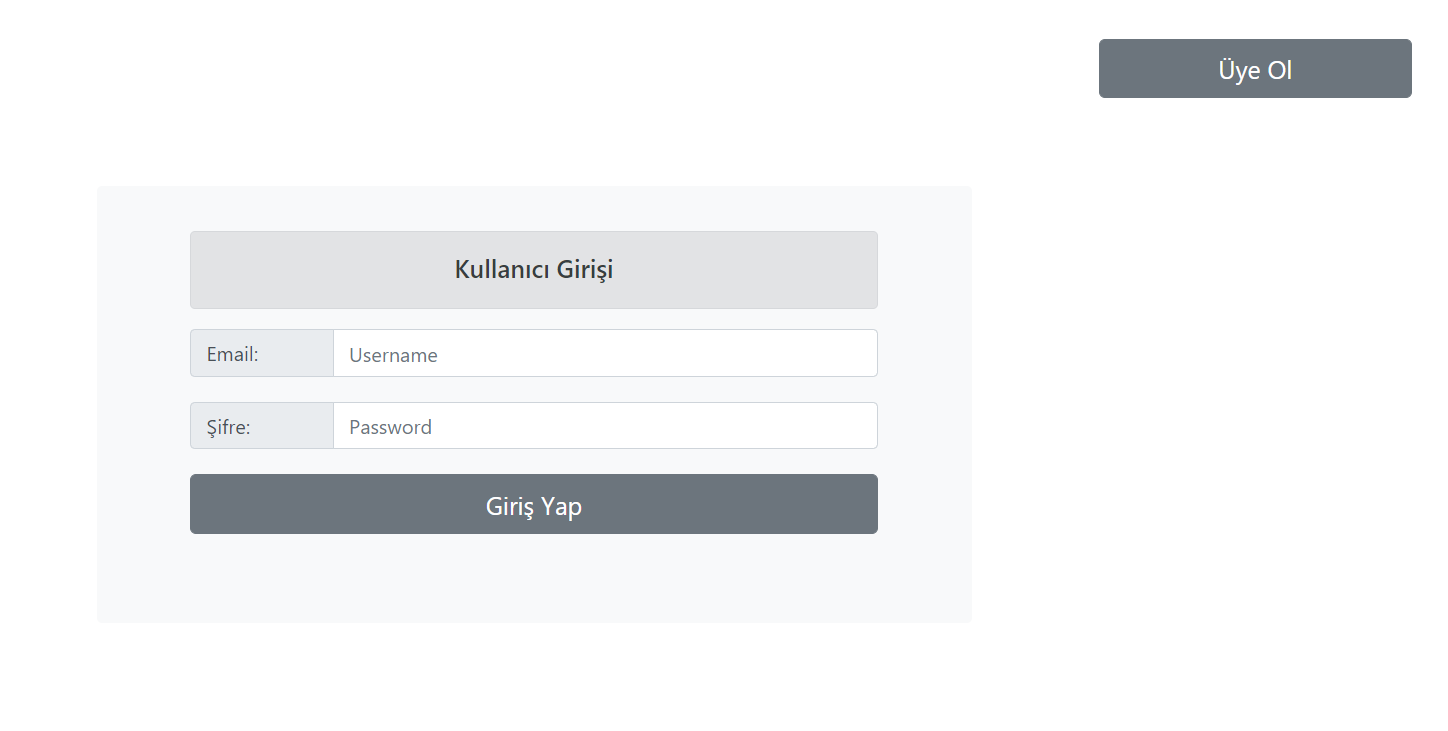 Üye Ol
Kullanıcı Girişi
Email: Username
Şifre: Password
Giriş Yap